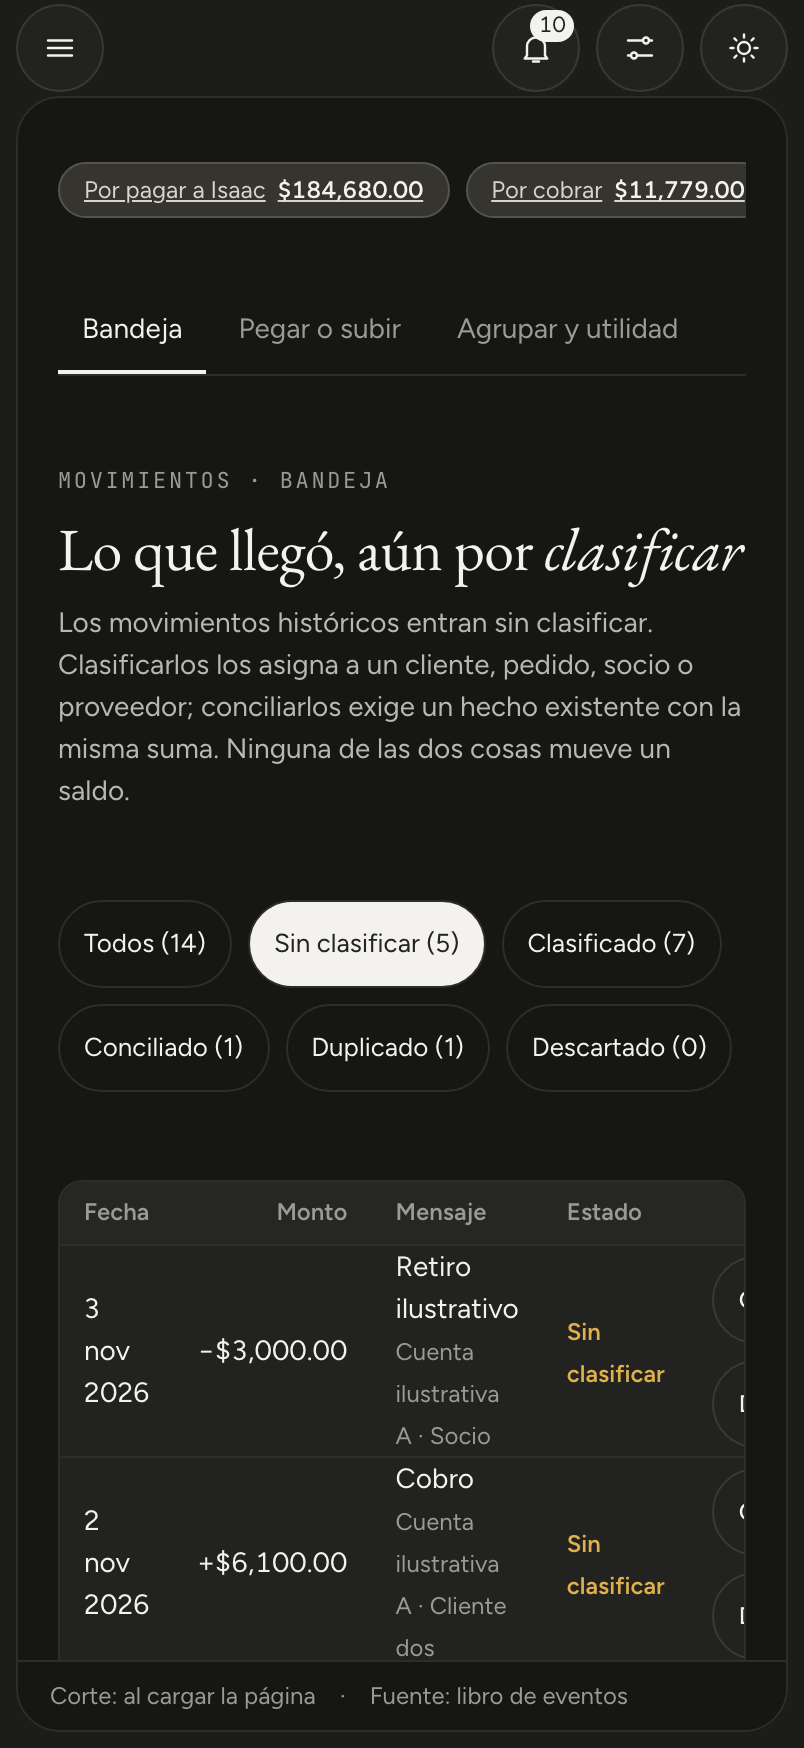 10
Por pagar a Isaac $184,680.00 Por cobrar $11,779.00
Bandeja Pegar o subir Agrupar y utilidad
MOVIMIENTOS · BANDEJA
Lo que llegó, aún por clasificar
Los movimientos históricos entran sin clasificar.
Clasificarlos los asigna a un cliente, pedido, socio o
proveedor; conciliarlos exige un hecho existente con la
misma suma. Ninguna de las dos cosas mueve un
saldo.
Todos (14) Sin clasificar (5) Clasificado (7)
Conciliado (1) Duplicado (1) Descartado (0)
Fecha Monto Mensaje Estado
3
nov
2026
−$3,000.00
Retiro
ilustrativo
Cuenta
ilustrativa
A · Socio
Sin
clasificar
2
nov
2026
+$6,100.00
Cobro
Cuenta
ilustrativa
A · Cliente
dos
Sin
clasificar
Corte: al cargar la página · Fuente: libro de eventos